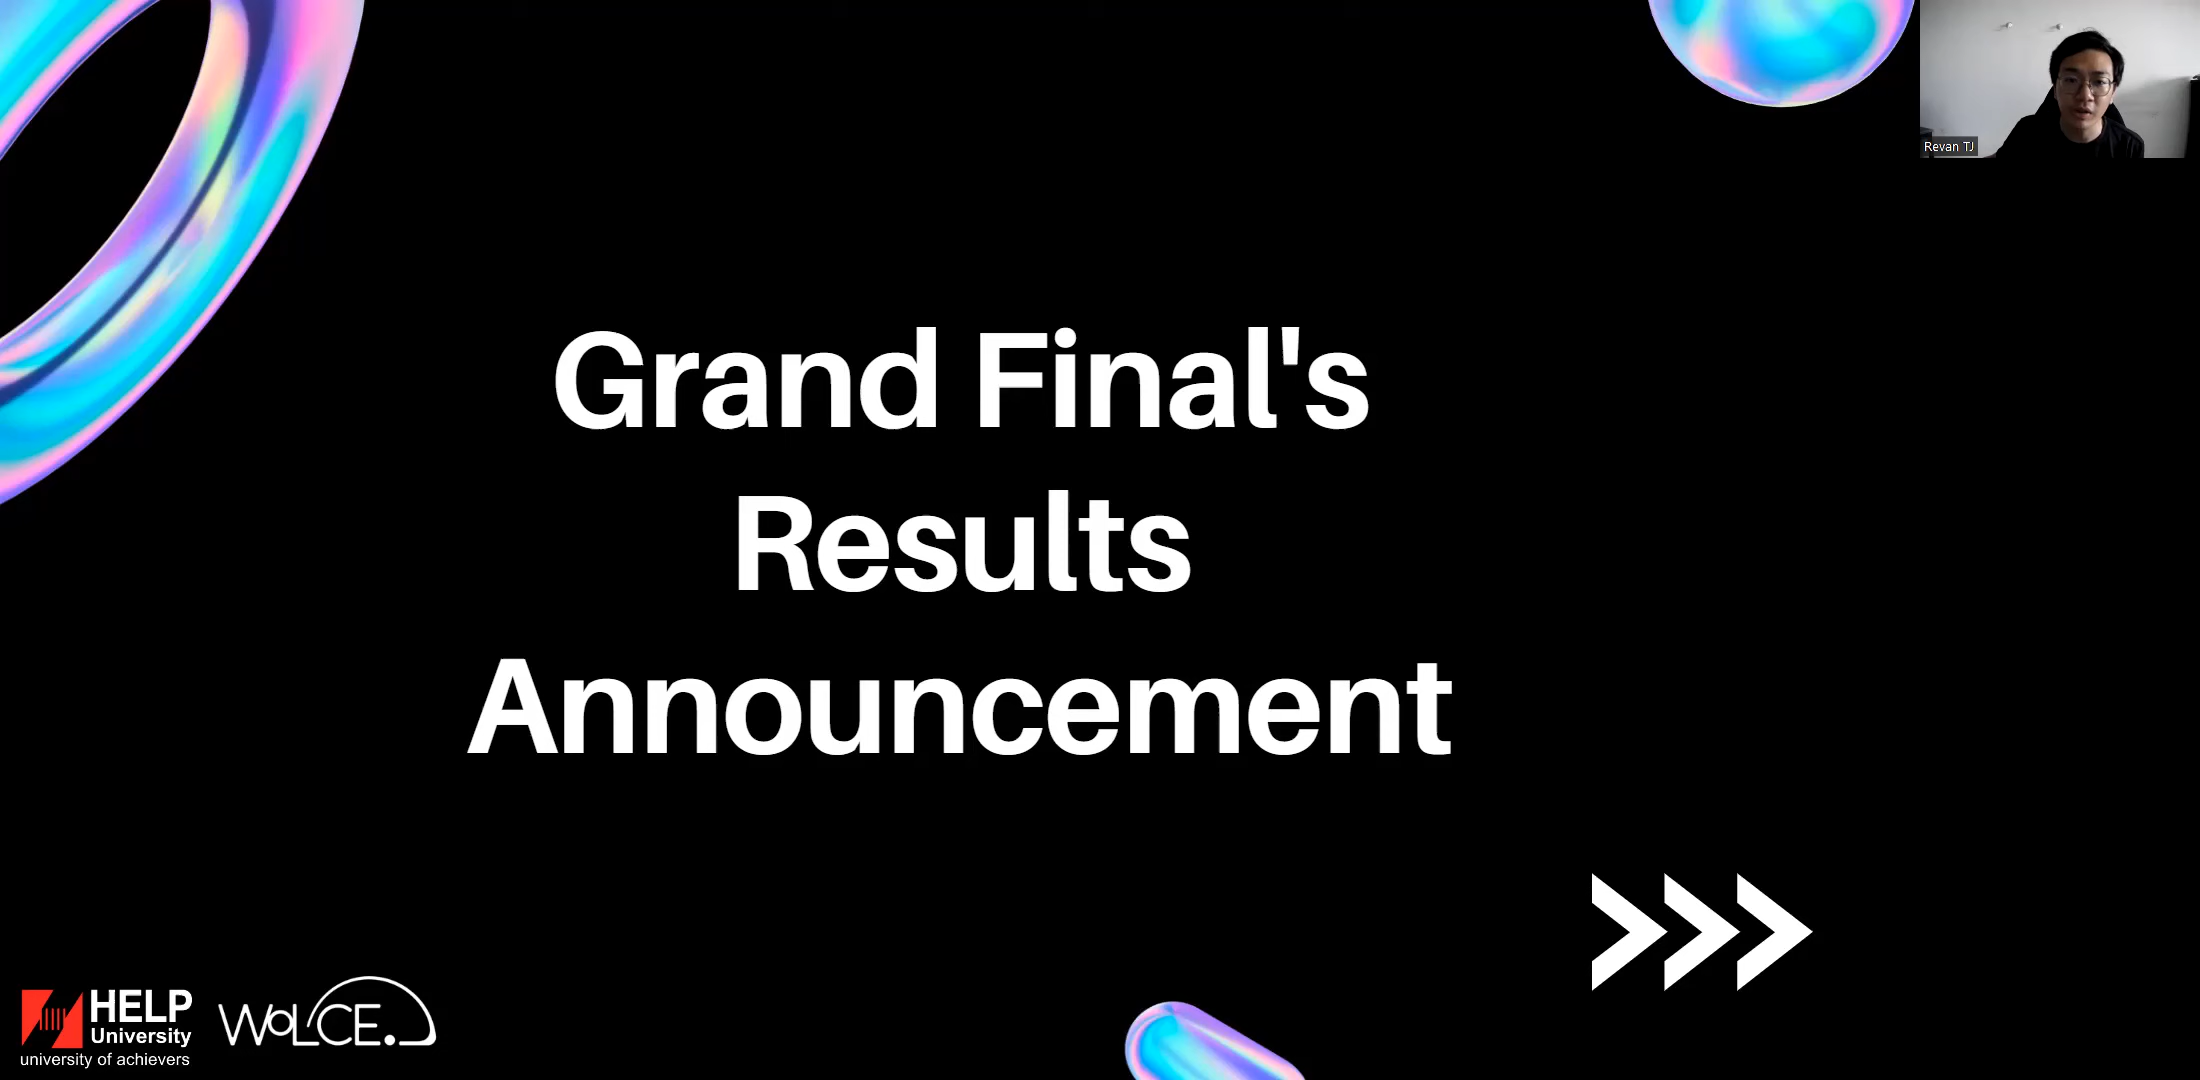 Revan TJ
Grand Final's
Results
Announcement
HELP
University
university of achievers
WOLCE.